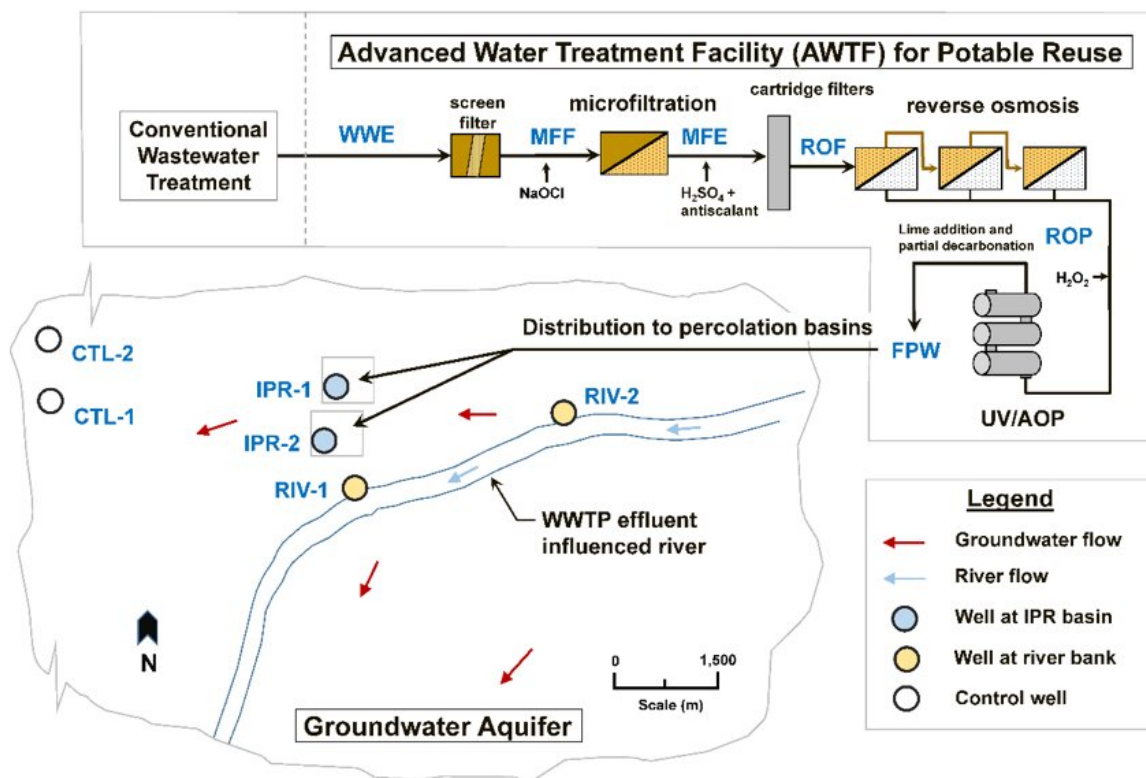 Advanced Water Treatment Facility (AWTF) for Potable Reuse
Conventional
Wastewater
Treatment
WWE
screen
filter
MFF
NaOCl
microfiltration
MFE
H₂SO₄ +
antiscalant
cartridge filters
ROF
reverse osmosis
Lime addition and
partial decarbonation
ROP
H₂O₂
FPW
UV/AOP
Distribution to percolation basins
CTL-2
CTL-1
IPR-1
IPR-2
RIV-2
RIV-1
WWTP effluent
influenced river
N
0
1,500
Scale (m)
Groundwater Aquifer
Legend
Groundwater flow
River flow
Well at IPR basin
Well at river bank
Control well